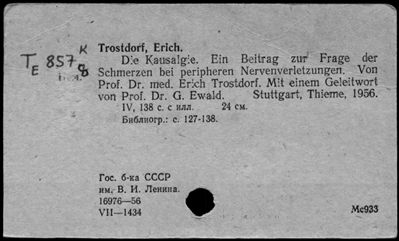 Trostdorf, Erich.
Die Kausalgie. Ein Beitrag zur Frage der
Schmerzen bei peripheren Nervenverletzungen. Von
Prof. Dr. med. Erich Trostdorf. Mit einem Geleitwort
von Prof. Dr. G. Ewald. Stuttgart, Thieme, 1956.
IV, 138 с. с илл. 24 см.
Библиогр.: с. 127-138.
T E 857 K 8
Гос. б-ка СССР
им. В. И. Ленина.
16976—56
VII—1434
Мс933